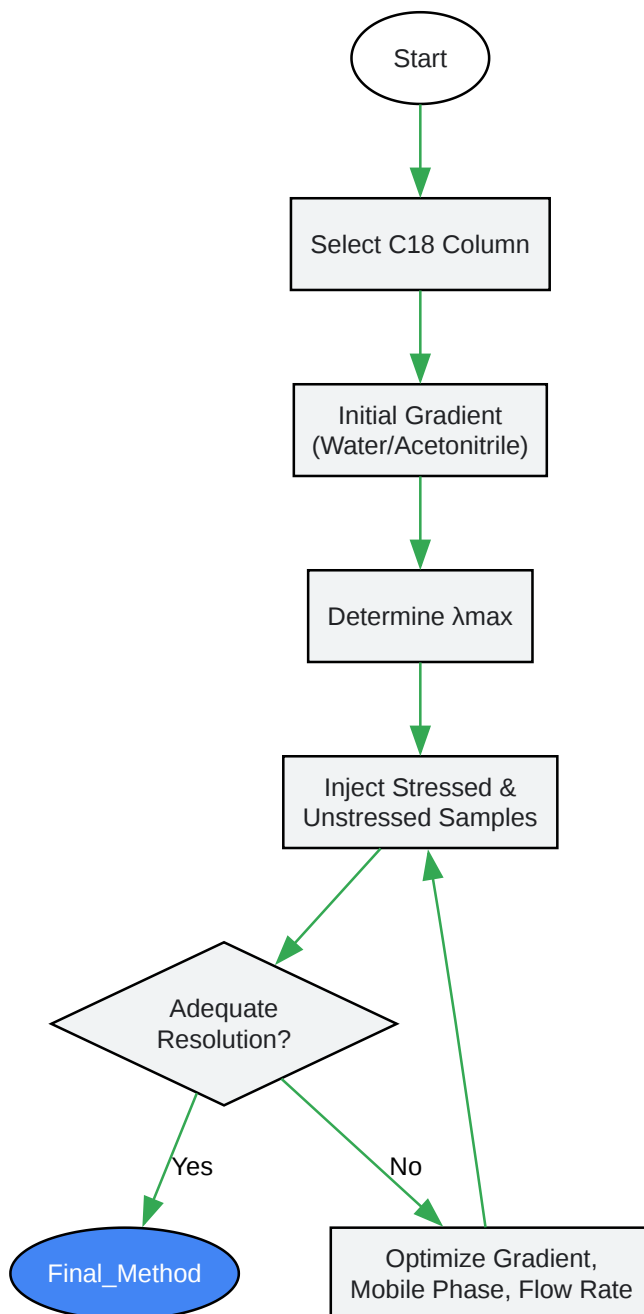 Start
Select C18 Column
Initial Gradient
(Water/Acetonitrile)
Determine λmax
Inject Stressed &
Unstressed Samples
Adequate
Resolution?
Yes
No
Final_Method
Optimize Gradient,
Mobile Phase, Flow Rate